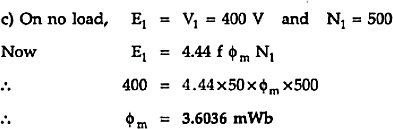 c) On no load, E₁ = V₁ = 400 V and N₁ = 500
Now E₁ = 4.44 f ϕₘ N₁
∴ 400 = 4.44×50×ϕₘ×500
∴ ϕₘ = 3.6036 mWb